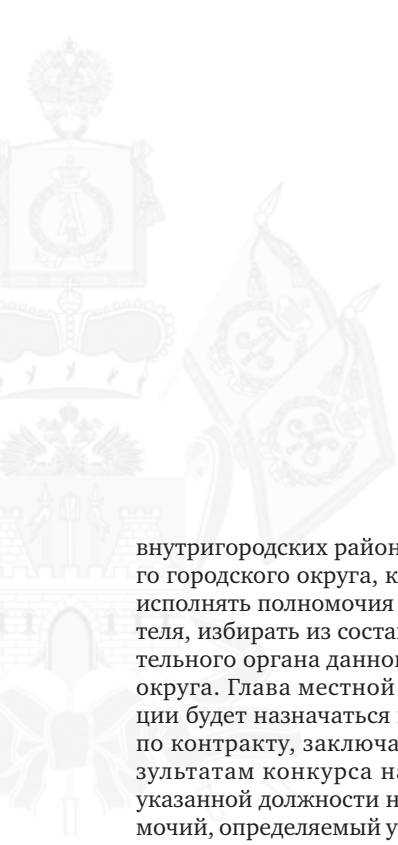 внутригородских район
го городского округа, к
исполнять полномочия
теля, избирать из соста
тельного органа данно
округа. Глава местной
ции будет назначаться
по контракту, заключа
зультатам конкурса на
указанной должности н
мочий, определяемый у